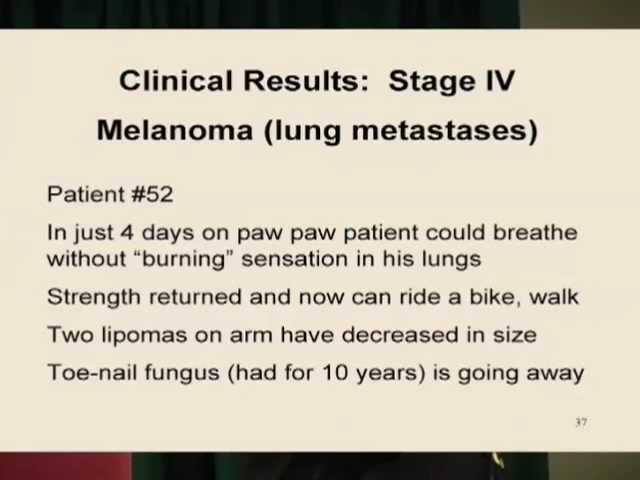 Clinical Results: Stage IV
Melanoma (lung metastases)
Patient #52
In just 4 days on paw paw patient could breathe
without "burning" sensation in his lungs
Strength returned and now can ride a bike, walk
Two lipomas on arm have decreased in size
Toe-nail fungus (had for 10 years) is going away
37